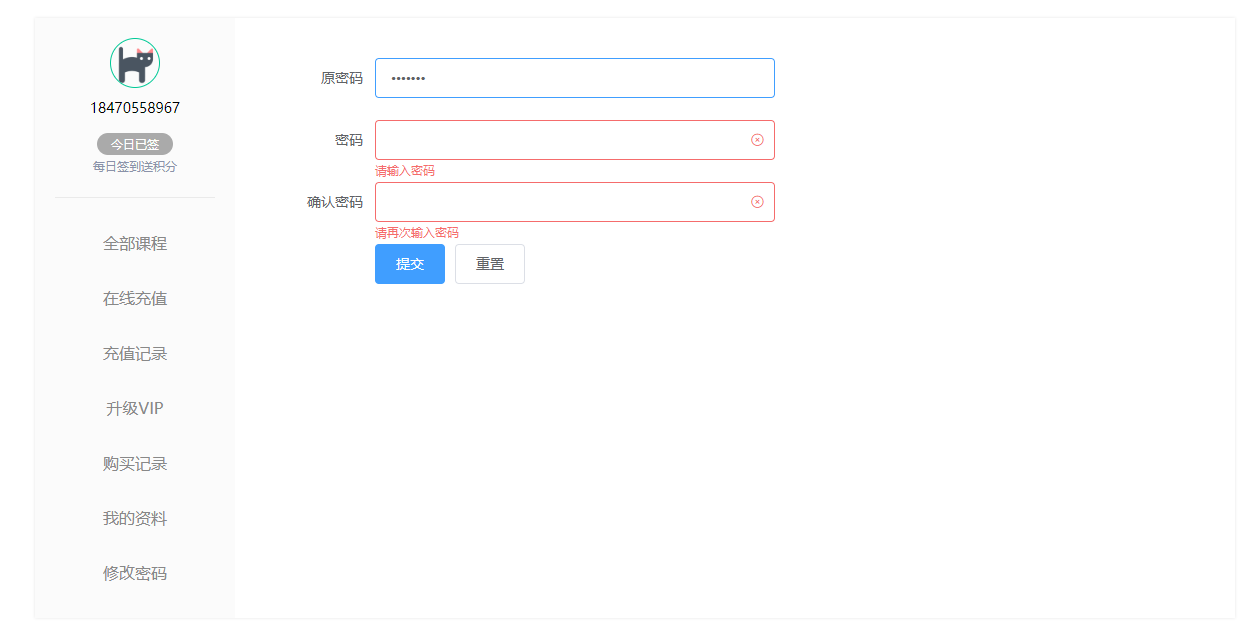 18470558967
今日已签
每日签到送积分
全部课程
在线充值
充值记录
升级VIP
购买记录
我的资料
修改密码
原密码
•••••••
密码
请输入密码
确认密码
请再次输入密码
提交 重置